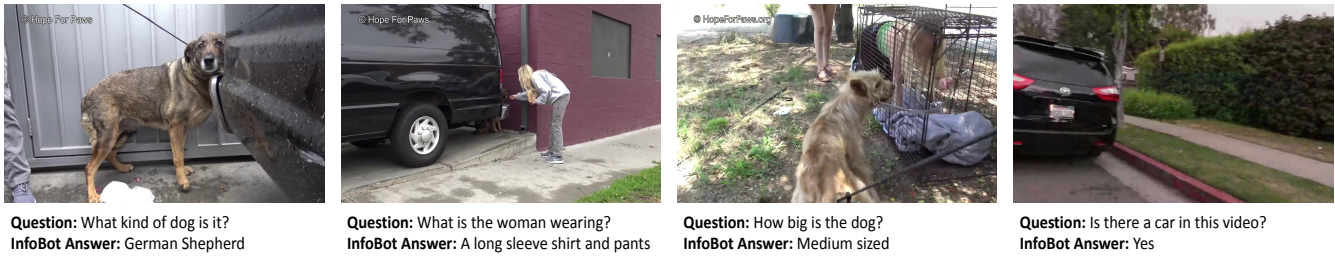 © Hope For Paws
© Hope For Paws
© HopeForPaws.org
Question: What kind of dog is it?
InfoBot Answer: German Shepherd
Question: What is the woman wearing?
InfoBot Answer: A long sleeve shirt and pants
Question: How big is the dog?
InfoBot Answer: Medium sized
Question: Is there a car in this video?
InfoBot Answer: Yes